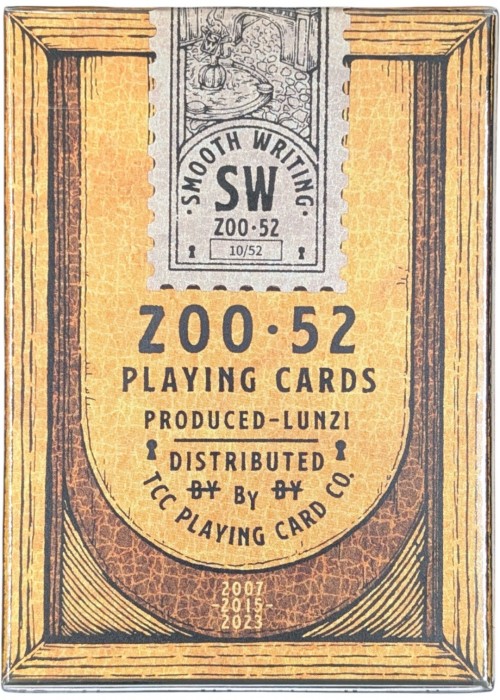 ·SMOOTH WRITING·
SW
ZOO·52
10/52
ZOO·52
PLAYING CARDS
PRODUCED-LUNZI
DISTRIBUTED
BY By BY
TCC PLAYING CARD CO.
2007
-2015-
2023